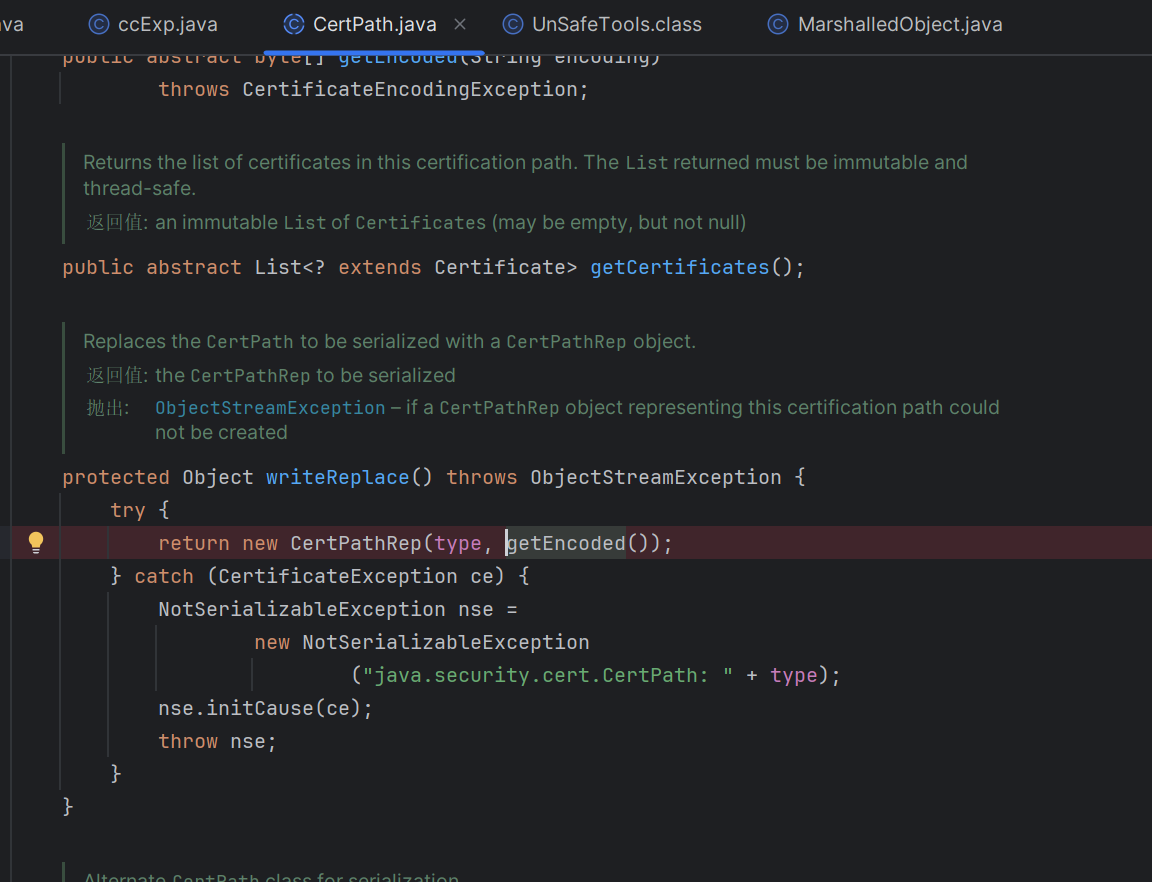 va ccExp.java CertPath.java UnSafeTools.class MarshalledObject.java
public abstract byte[] getEncoded(String encoding)
throws CertificateEncodingException;
Returns the list of certificates in this certification path. The List returned must be immutable and
thread-safe.
返回值: an immutable List of Certificates (may be empty, but not null)
public abstract List<? extends Certificate> getCertificates();
Replaces the CertPath to be serialized with a CertPathRep object.
返回值: the CertPathRep to be serialized
抛出: ObjectStreamException – if a CertPathRep object representing this certification path could
not be created
protected Object writeReplace() throws ObjectStreamException {
try {
return new CertPathRep(type, getEncoded());
} catch (CertificateException ce) {
NotSerializableException nse =
new NotSerializableException
("java.security.cert.CertPath: " + type);
nse.initCause(ce);
throw nse;
}
}
Alternate CertPath class for serialization.